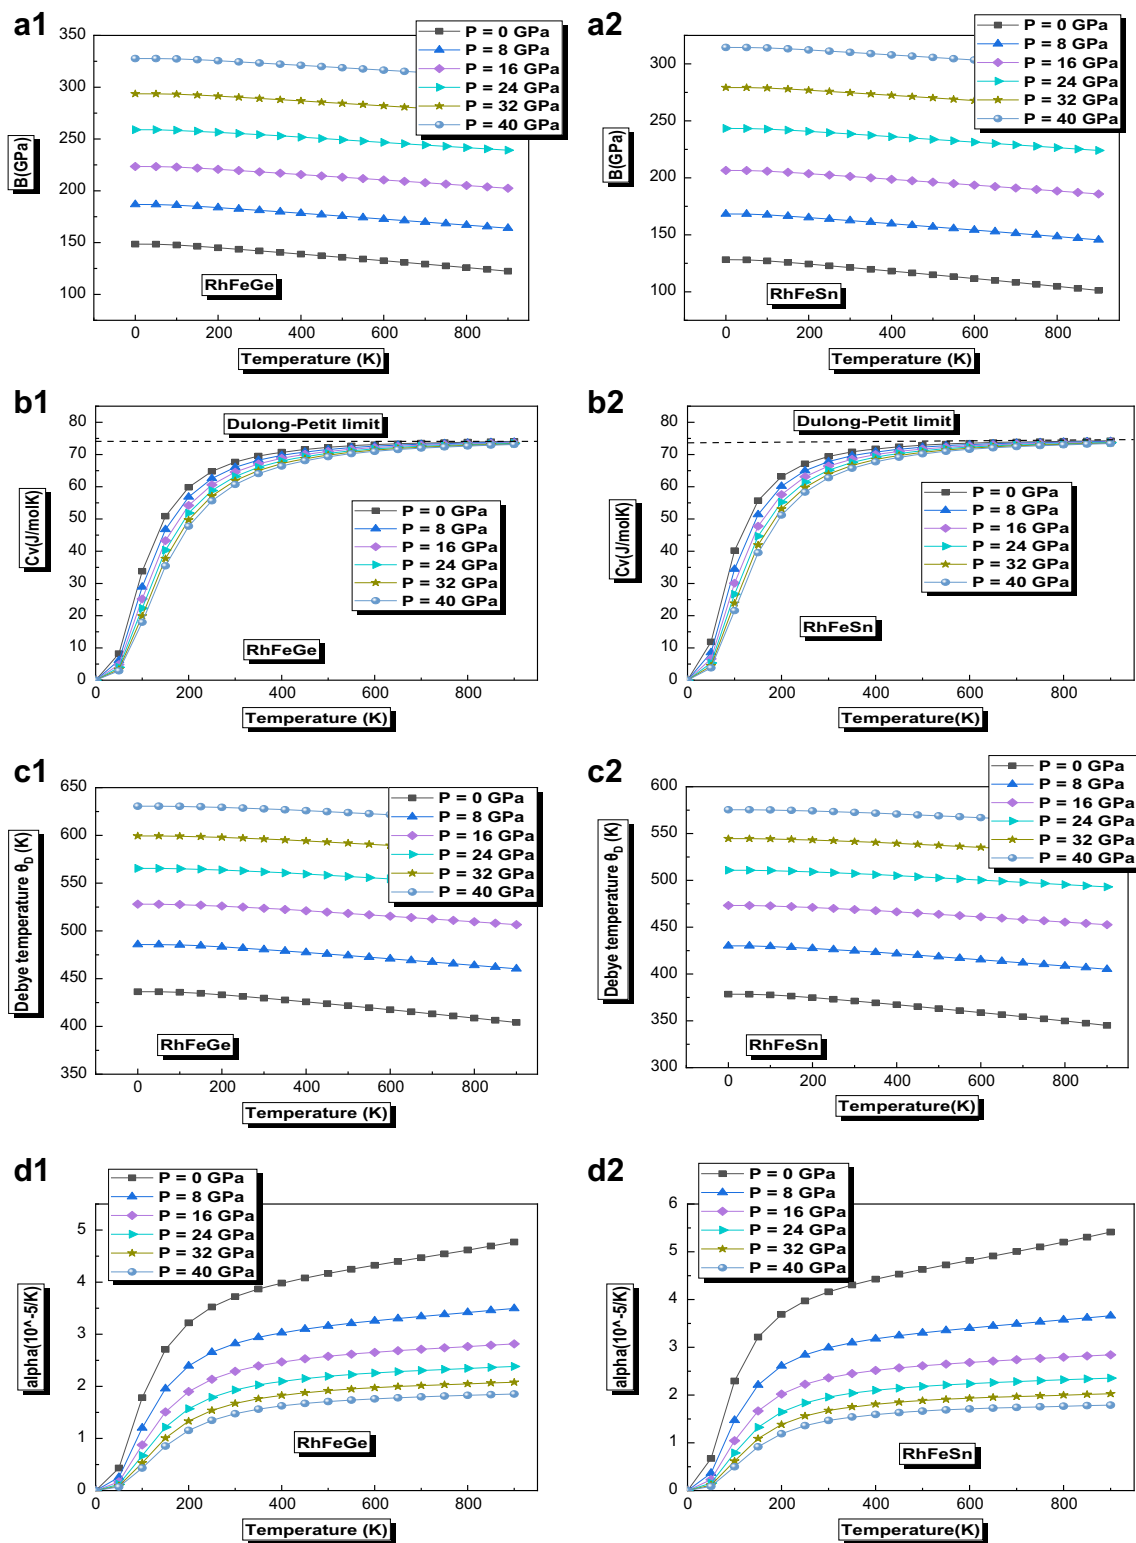 a1
P = 0 GPa
P = 8 GPa
P = 16 GPa
P = 24 GPa
P = 32 GPa
P = 40 GPa
350
300
250
200
150
100
B(GPa)
RhFeGe
0 200 400 600 800
Temperature (K)
a2
P = 0 GPa
P = 8 GPa
P = 16 GPa
P = 24 GPa
P = 32 GPa
P = 40 GPa
300
250
200
150
100
B(GPa)
RhFeSn
0 200 400 600 800
Temperature (K)
b1
80
70
60
50
40
30
20
10
0
Cv(J/molK)
Dulong-Petit limit
P = 0 GPa
P = 8 GPa
P = 16 GPa
P = 24 GPa
P = 32 GPa
P = 40 GPa
RhFeGe
200 400 600 800
Temperature (K)
b2
80
70
60
50
40
30
20
10
0
Cv(J/molK)
Dulong-Petit limit
P = 0 GPa
P = 8 GPa
P = 16 GPa
P = 24 GPa
P = 32 GPa
P = 40 GPa
RhFeSn
200 400 600 800
Temperature(K)
c1
650
600
550
500
450
400
350
Debye temperature θD (K)
P = 0 GPa
P = 8 GPa
P = 16 GPa
P = 24 GPa
P = 32 GPa
P = 40 GPa
RhFeGe
0 200 400 600 800
Temperature (K)
c2
600
550
500
450
400
350
300
Debye temperature θD (K)
P = 0 GPa
P = 8 GPa
P = 16 GPa
P = 24 GPa
P = 32 GPa
P = 40 GPa
RhFeSn
0 200 400 600 800
Temperature(K)
d1
P = 0 GPa
P = 8 GPa
P = 16 GPa
P = 24 GPa
P = 32 GPa
P = 40 GPa
5
4
3
2
1
0
alpha(10^-5/K)
RhFeGe
0 200 400 600 800
Temperature (K)
d2
P = 0 GPa
P = 8 GPa
P = 16 GPa
P = 24 GPa
P = 32 GPa
P = 40 GPa
6
5
4
3
2
1
0
alpha(10^-5/K)
RhFeSn
0 200 400 600 800
Temperature(K)